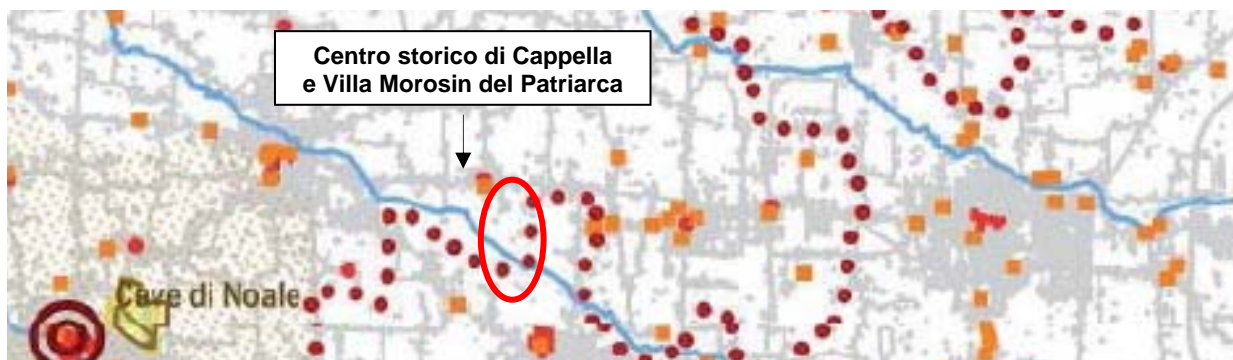 Centro storico di Cappella
e Villa Morosin del Patriarca
Cave di Noale